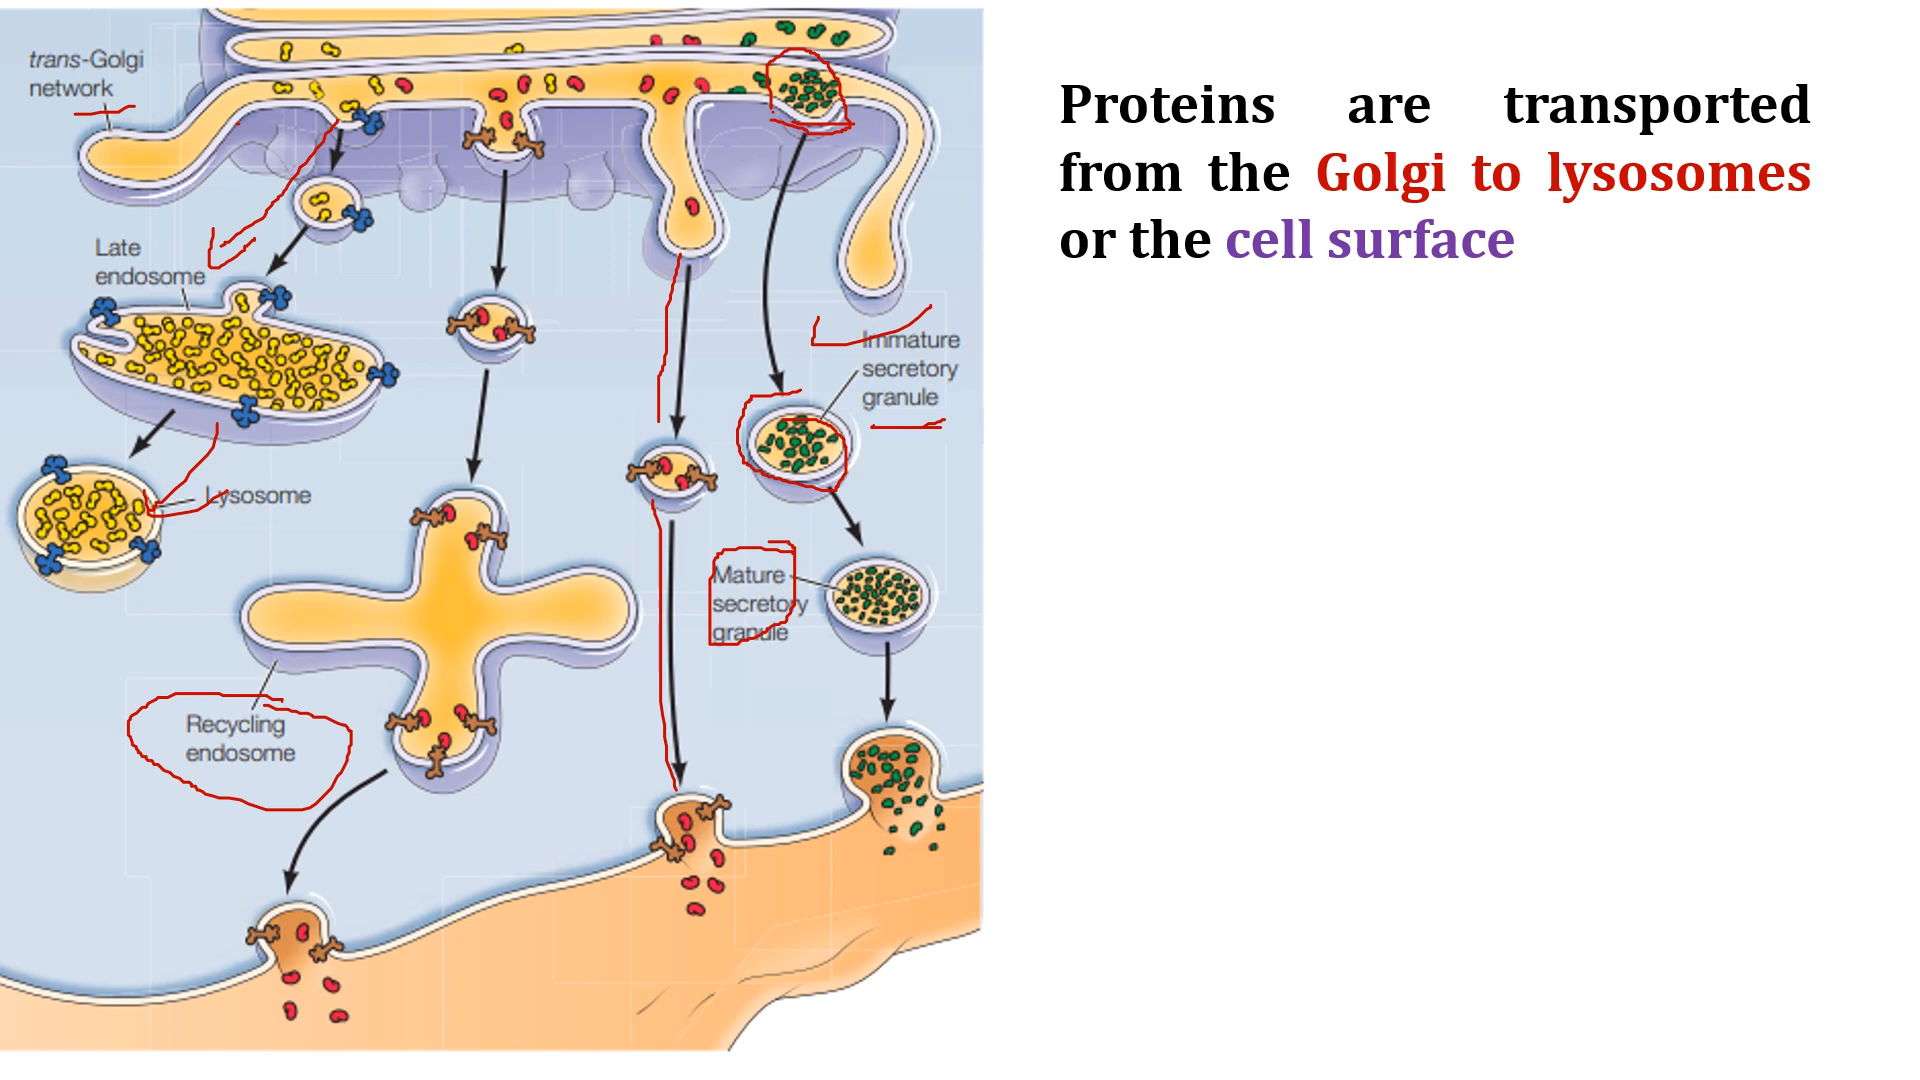 trans-Golgi
network
Late
endosome
Lysosome
Recycling
endosome
Immature
secretory
granule
Mature
secretory
granule
Proteins are transported
from the Golgi to lysosomes
or the cell surface